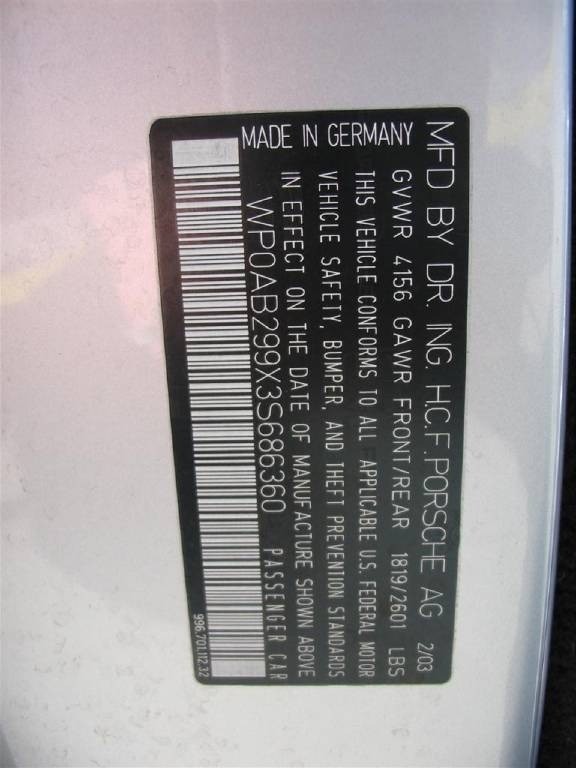 MFD BY DR. ING. H.C.F. PORSCHE AG 2/03
GVWR 4156 GAWR FRONT/REAR 1819/2601 LBS
THIS VEHICLE CONFORMS TO ALL APPLICABLE U.S. FEDERAL MOTOR
VEHICLE SAFETY, BUMPER, AND THEFT PREVENTION STANDARDS
IN EFFECT ON THE DATE OF MANUFACTURE SHOWN ABOVE
MADE IN GERMANY
WP0AB299X3S686360 PASSENGER CAR
996.701.112.32